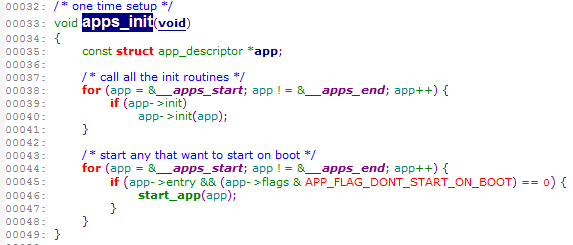 00032: /* one time setup */
00033: void apps_init(void)
00034: {
00035: const struct app_descriptor *app;
00036:
00037: /* call all the init routines */
00038: for (app = &__apps_start; app != &__apps_end; app++) {
00039: if (app->init)
00040: app->init(app);
00041: }
00042:
00043: /* start any that want to start on boot */
00044: for (app = &__apps_start; app != &__apps_end; app++) {
00045: if (app->entry && (app->flags & APP_FLAG_DONT_START_ON_BOOT) == 0) {
00046: start_app(app);
00047: }
00048: }
00049: }